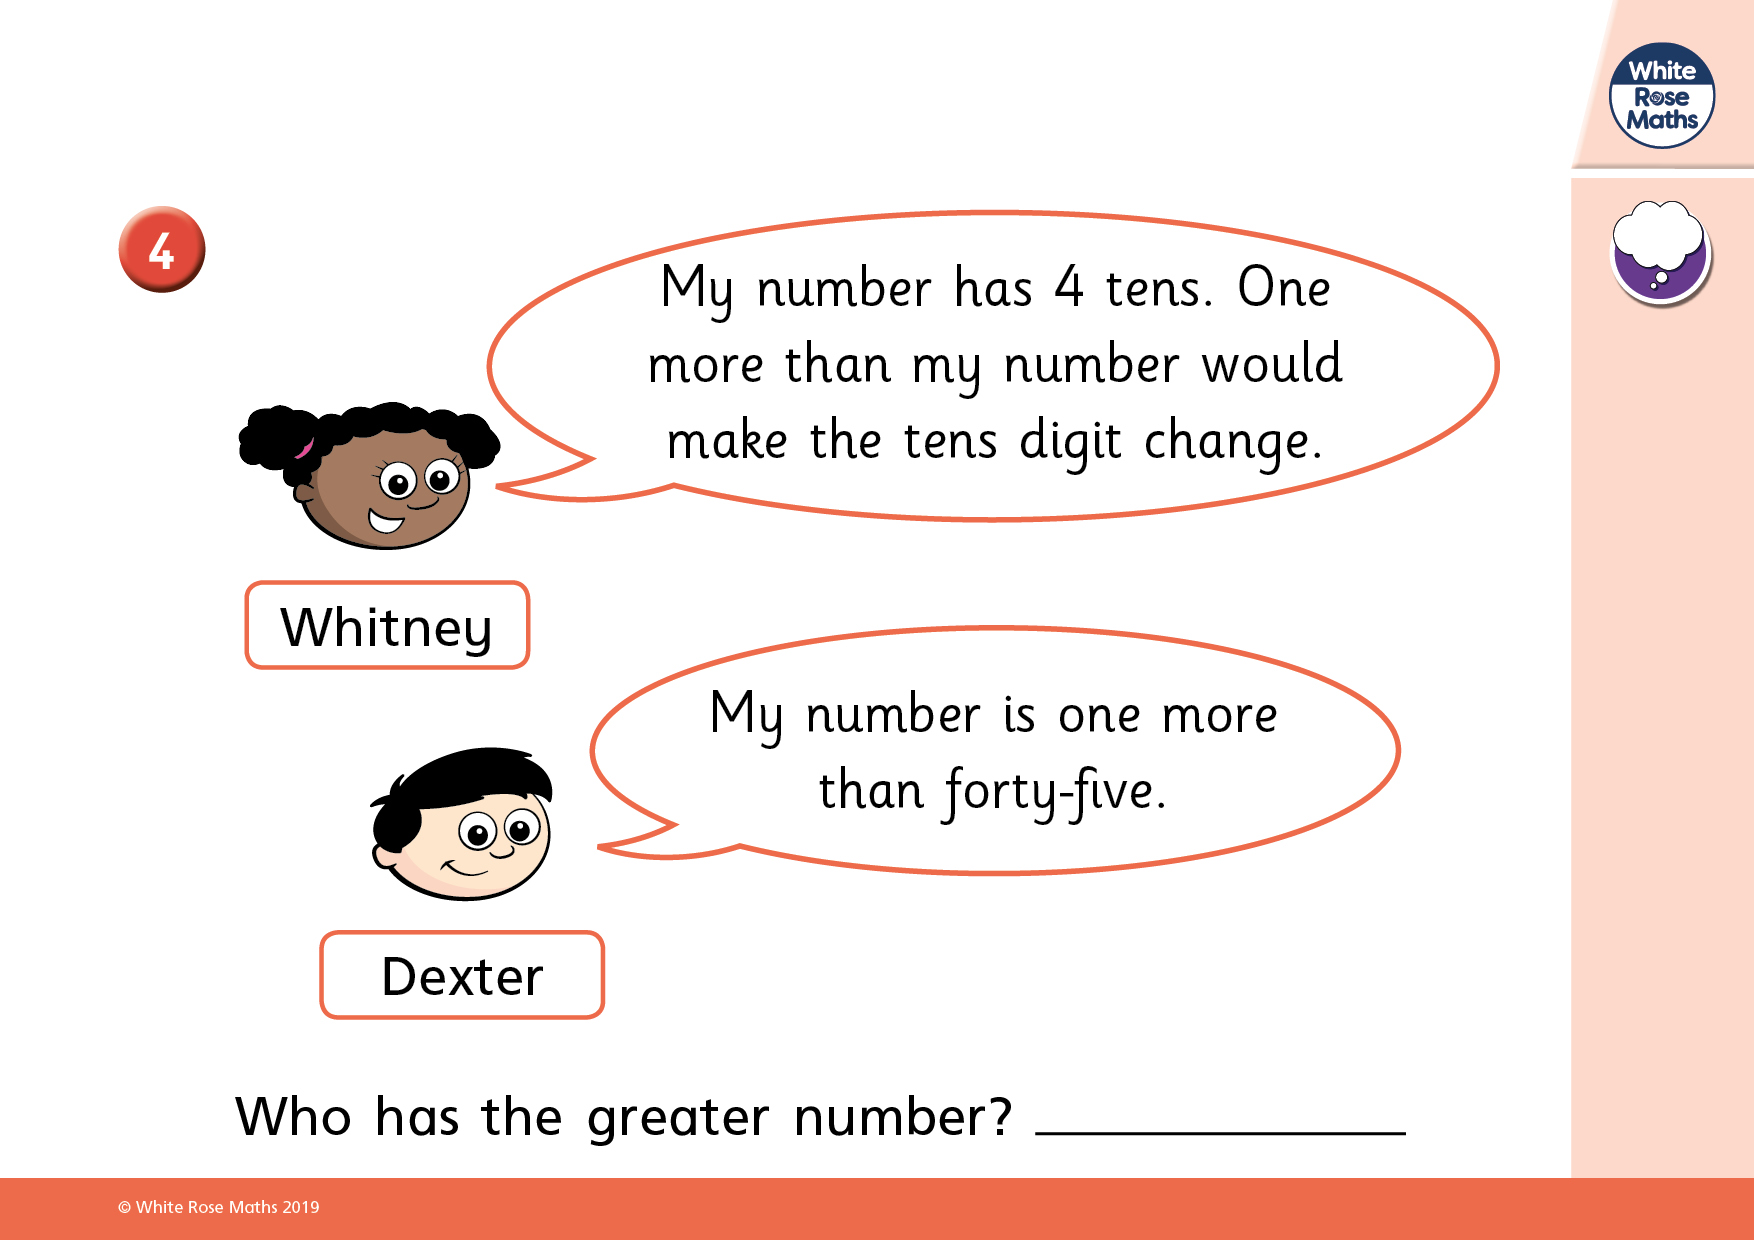 White
Rose
Maths
4
My number has 4 tens. One
more than my number would
make the tens digit change.
Whitney
My number is one more
than forty-five.
Dexter
Who has the greater number?
© White Rose Maths 2019